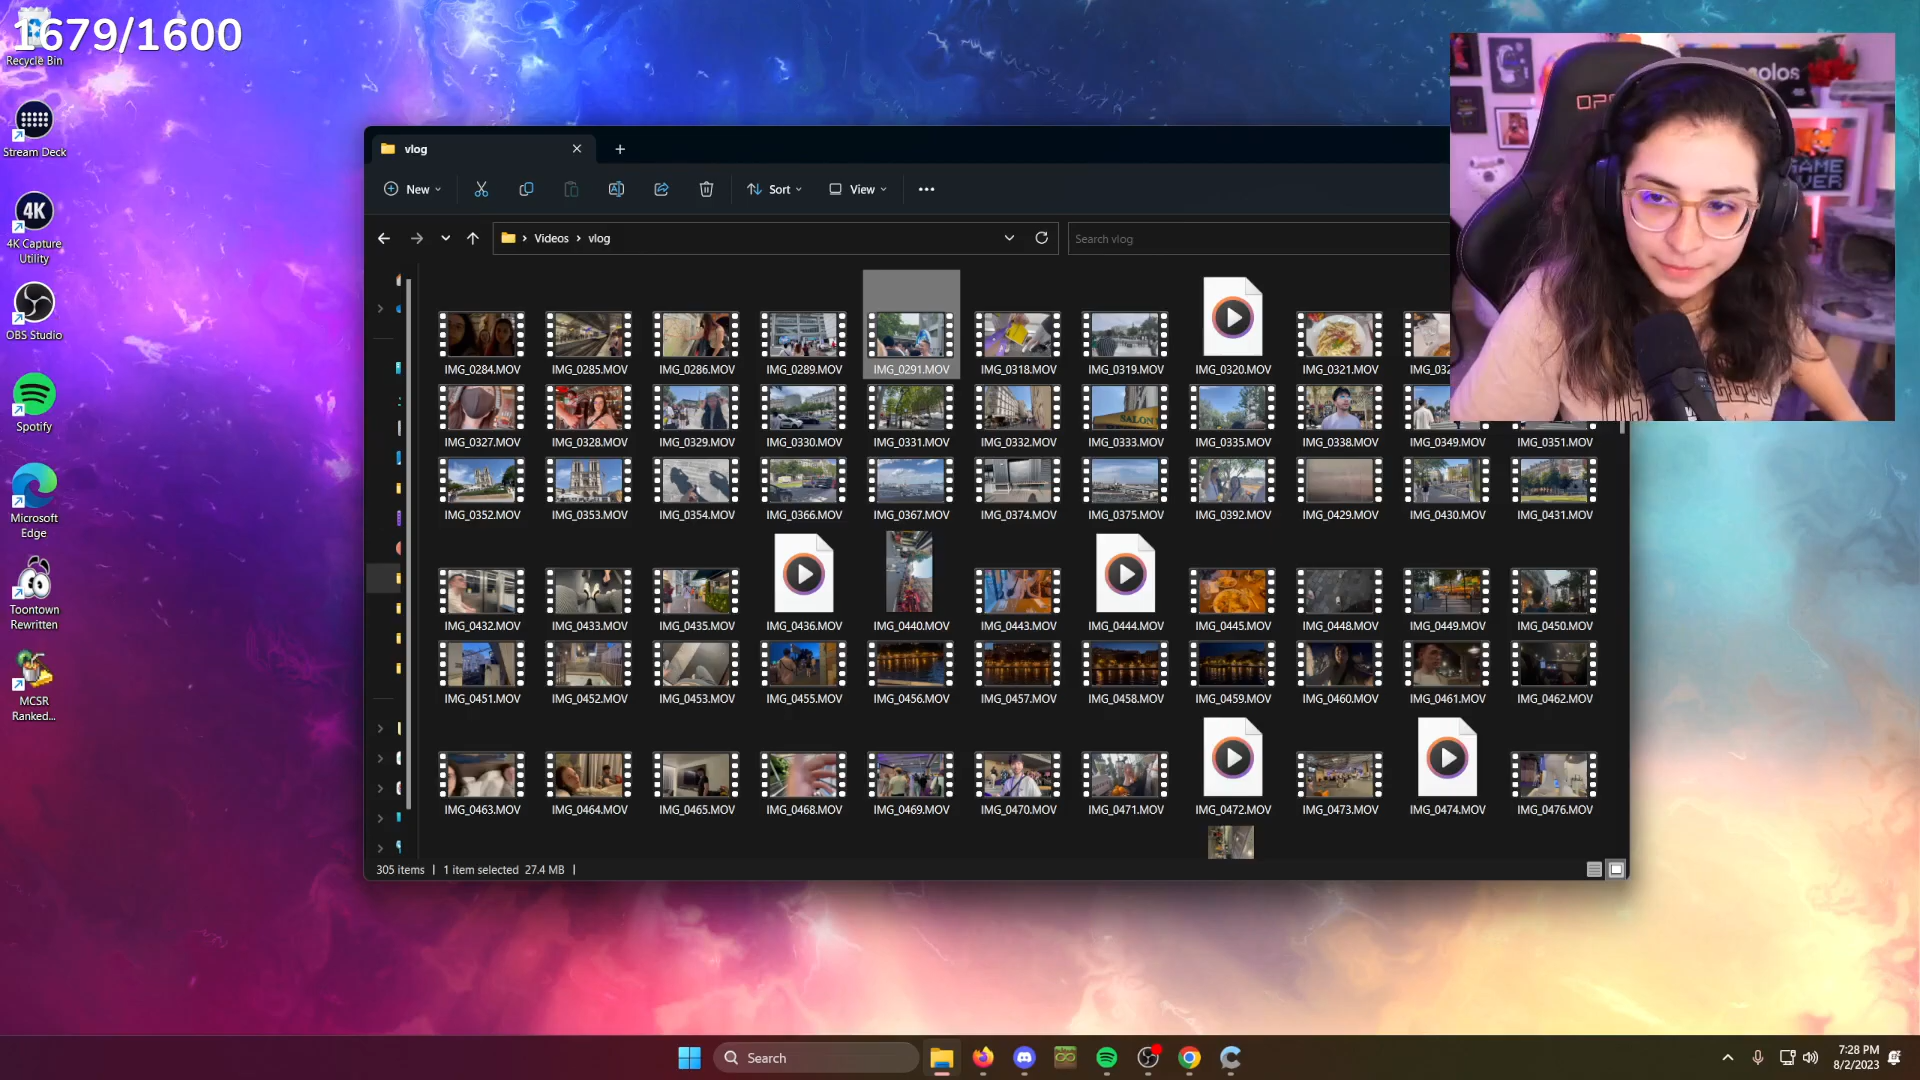 1679/1600
Recycle Bin
Stream Deck
4K
4K Capture
Utility
OBS Studio
Spotify
Microsoft
Edge
Toontown
Rewritten
MCSR
Ranked...
vlog
New
Sort
View
Videos
vlog
Search vlog
IMG_0284.MOV
IMG_0285.MOV
IMG_0286.MOV
IMG_0289.MOV
IMG_0291.MOV
IMG_0318.MOV
IMG_0319.MOV
IMG_0320.MOV
IMG_0321.MOV
IMG_0327.MOV
IMG_0328.MOV
IMG_0329.MOV
IMG_0330.MOV
IMG_0331.MOV
IMG_0332.MOV
SALON
IMG_0333.MOV
IMG_0335.MOV
IMG_0338.MOV
IMG_0349.MOV
IMG_0351.MOV
IMG_0352.MOV
IMG_0353.MOV
IMG_0354.MOV
IMG_0366.MOV
IMG_0367.MOV
IMG_0374.MOV
IMG_0375.MOV
IMG_0392.MOV
IMG_0429.MOV
IMG_0430.MOV
IMG_0431.MOV
IMG_0432.MOV
IMG_0433.MOV
IMG_0435.MOV
IMG_0436.MOV
IMG_0440.MOV
IMG_0443.MOV
IMG_0444.MOV
IMG_0445.MOV
IMG_0448.MOV
IMG_0449.MOV
IMG_0450.MOV
IMG_0451.MOV
IMG_0452.MOV
IMG_0453.MOV
IMG_0455.MOV
IMG_0456.MOV
IMG_0457.MOV
IMG_0458.MOV
IMG_0459.MOV
IMG_0460.MOV
IMG_0461.MOV
IMG_0462.MOV
IMG_0463.MOV
IMG_0464.MOV
IMG_0465.MOV
IMG_0468.MOV
IMG_0469.MOV
IMG_0470.MOV
IMG_0471.MOV
IMG_0472.MOV
IMG_0473.MOV
IMG_0474.MOV
IMG_0476.MOV
305 items
1 item selected 27.4 MB
GAME
Search
7:28 PM
8/2/2023